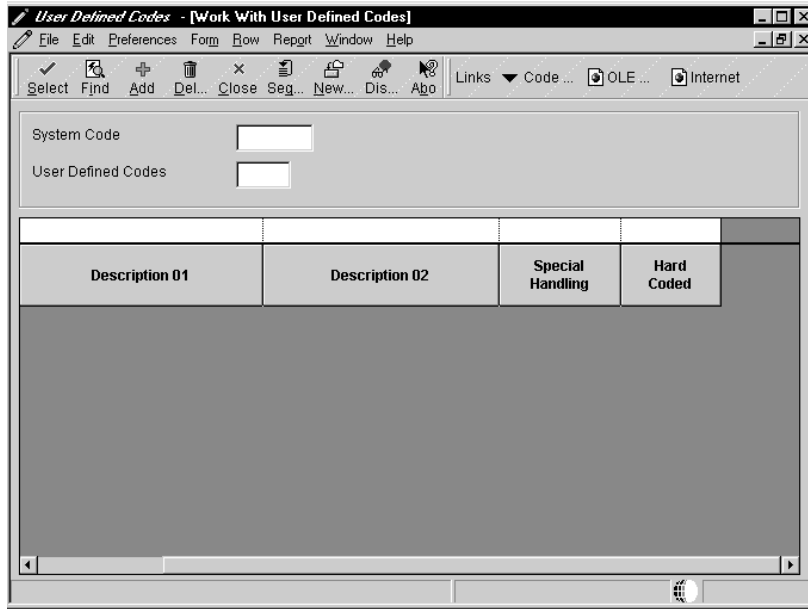 User Defined Codes - [Work With User Defined Codes]
File Edit Preferences Form Row Report Window Help
Select Find Add Del... Close Seq... New... Dis... Abo Links Code ... OLE ... Internet
System Code
User Defined Codes
Description 01 Description 02 Special Handling Hard Coded